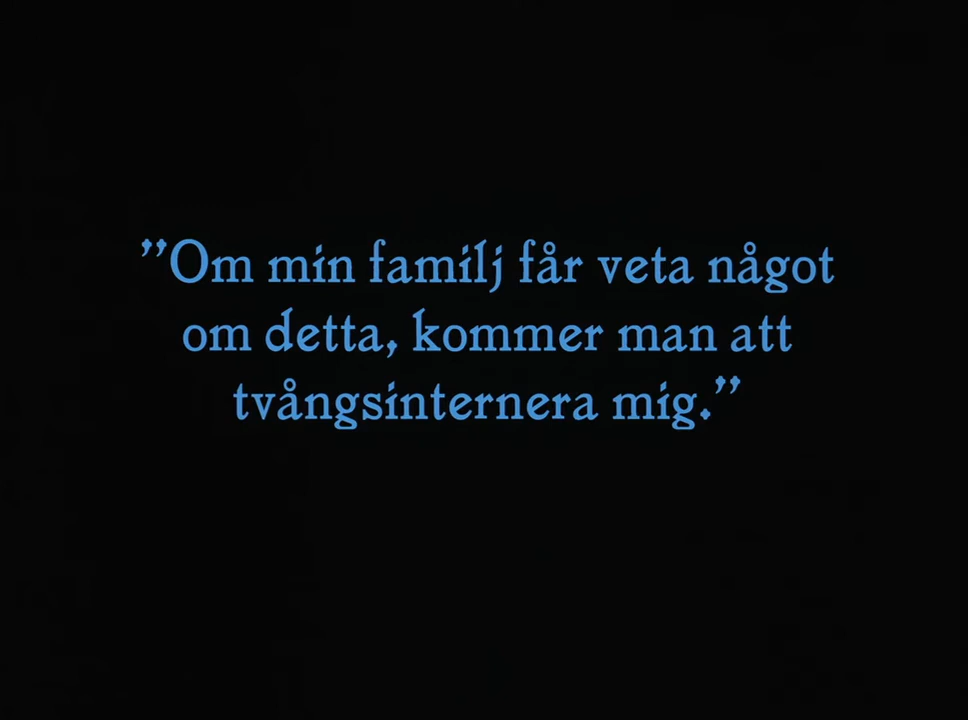 ”Om min familj får veta något
om detta, kommer man att
tvångsinternera mig.”